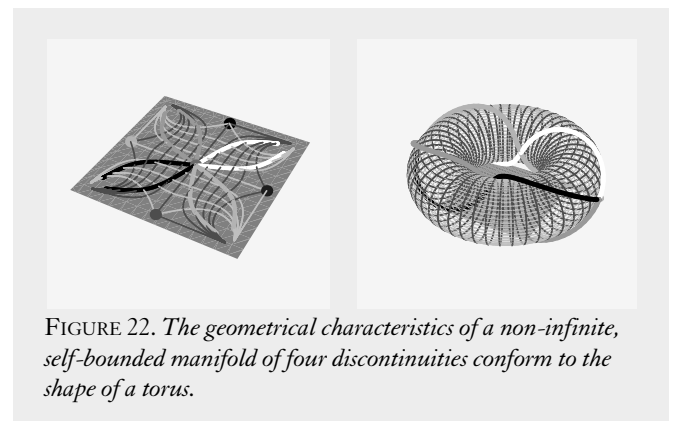 FIGURE 22. The geometrical characteristics of a non-infinite,
self-bounded manifold of four discontinuities conform to the
shape of a torus.